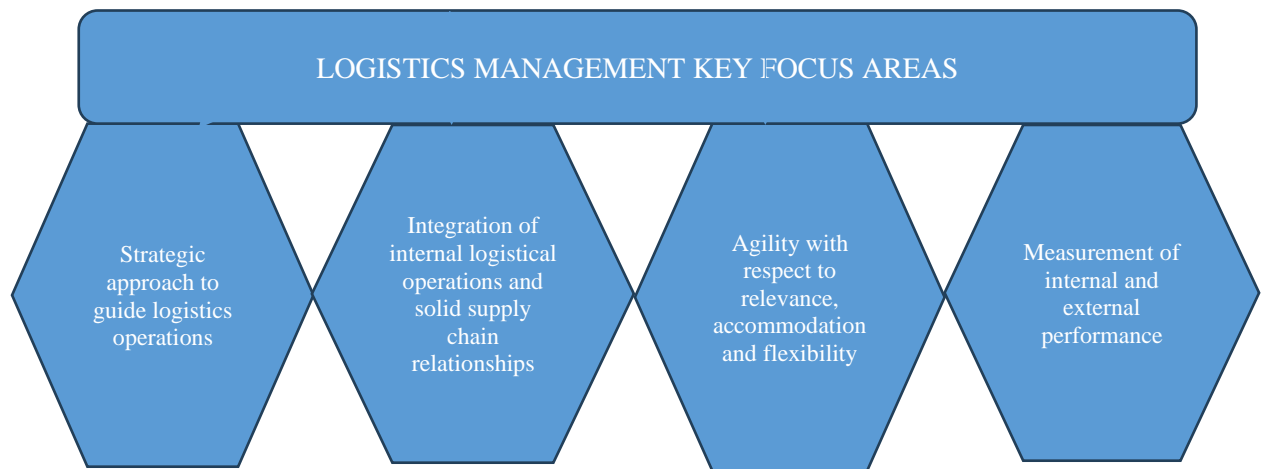 LOGISTICS MANAGEMENT KEY FOCUS AREAS
Strategic
approach to
guide logistics
operations
Integration of
internal logistical
operations and
solid supply
chain
relationships
Agility with
respect to
relevance,
accommodation
and flexibility
Measurement of
internal and
external
performance